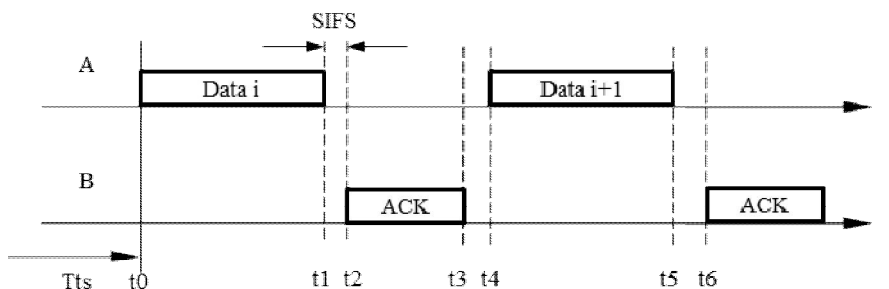 SIFS
A
Data i
Data i+1
B
ACK
ACK
Tts t0 t1 t2 t3 t4 t5 t6